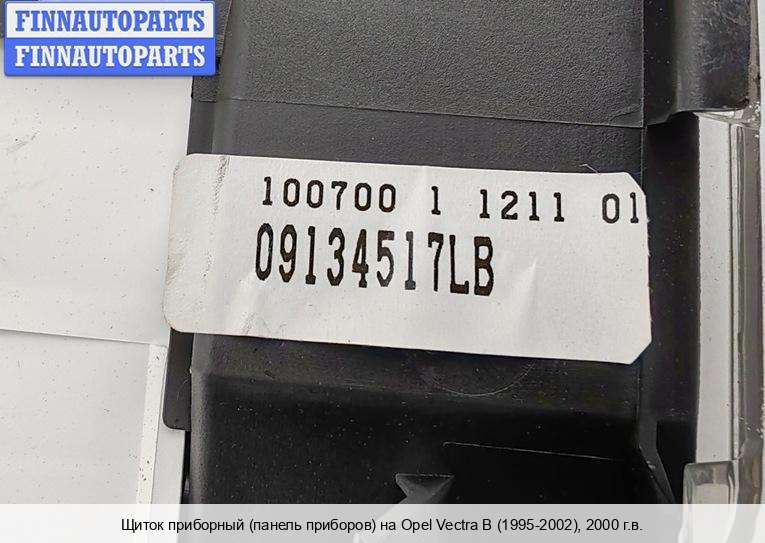 FINNAUTOPARTS
FINNAUTOPARTS
100700 1 1211 01
09134517LB
Щиток приборный (панель приборов) на Opel Vectra B (1995-2002), 2000 г.в.